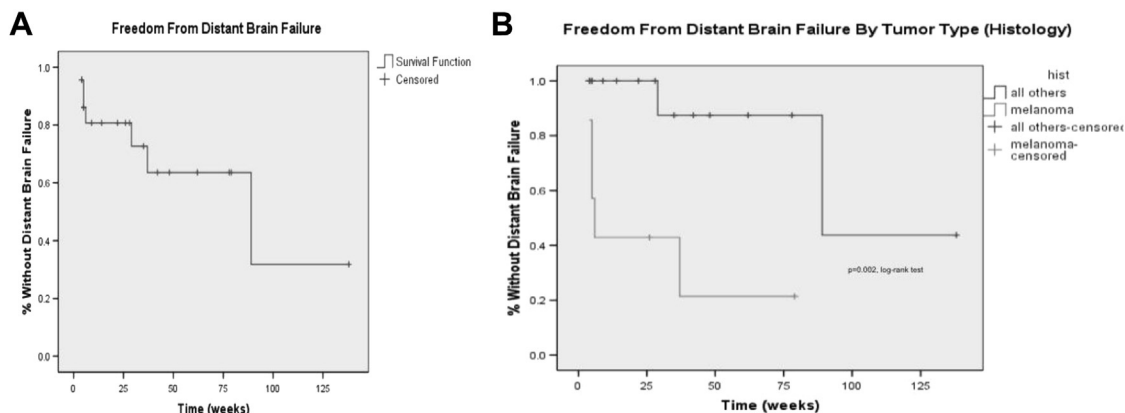 A
Freedom From Distant Brain Failure
% Without Distant Brain Failure
1.0
0.8
0.6
0.4
0.2
0.0
0 25 50 75 100 125
Time (weeks)
Survival Function
Censored
B
Freedom From Distant Brain Failure By Tumor Type (Histology)
% Without Distant Brain Failure
1.0
0.8
0.6
0.4
0.2
0.0
0 25 50 75 100 125
Time (weeks)
p=0.002, log-rank test
hist
all others
melanoma
all others-censored
melanoma-
censored